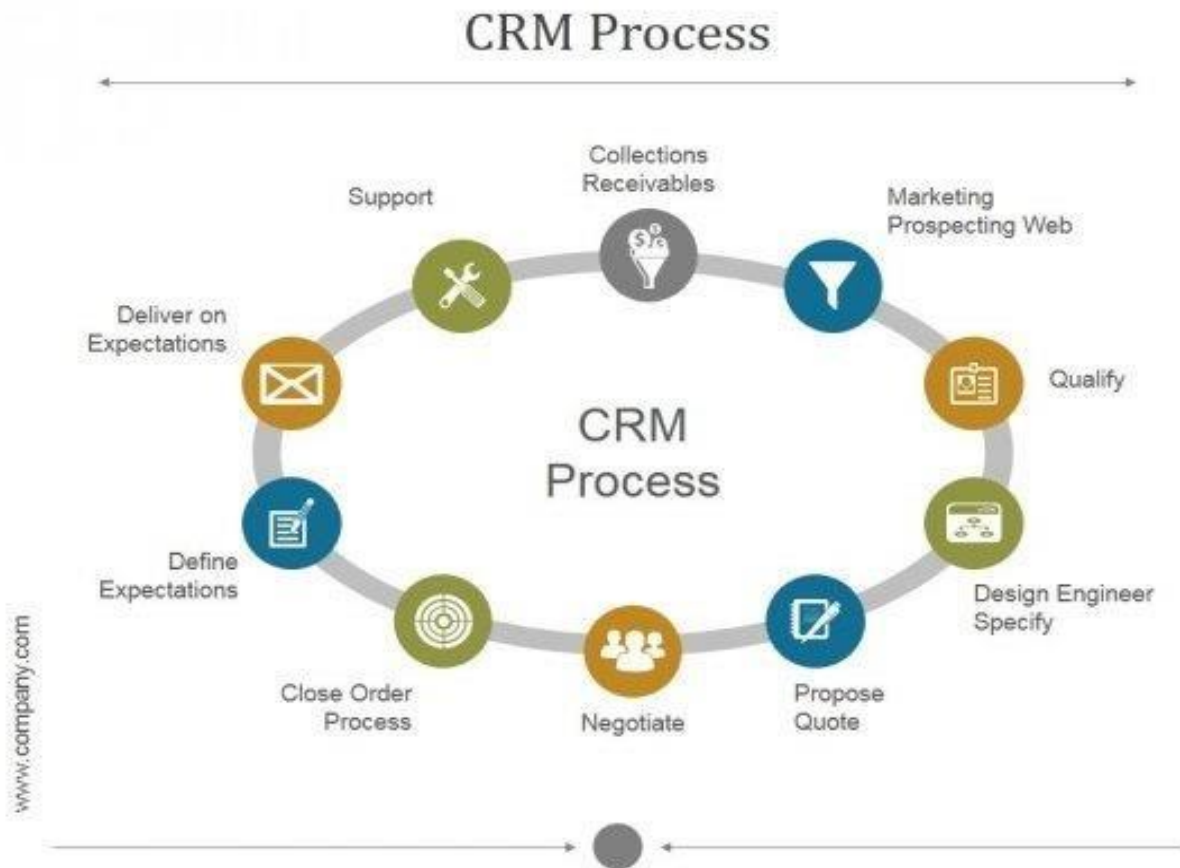 CRM Process
Collections
Receivables
Marketing
Prospecting Web
Qualify
Design Engineer
Specify
Propose
Quote
Negotiate
Close Order
Process
Define
Expectations
Deliver on
Expectations
Support
CRM
Process
www.company.com